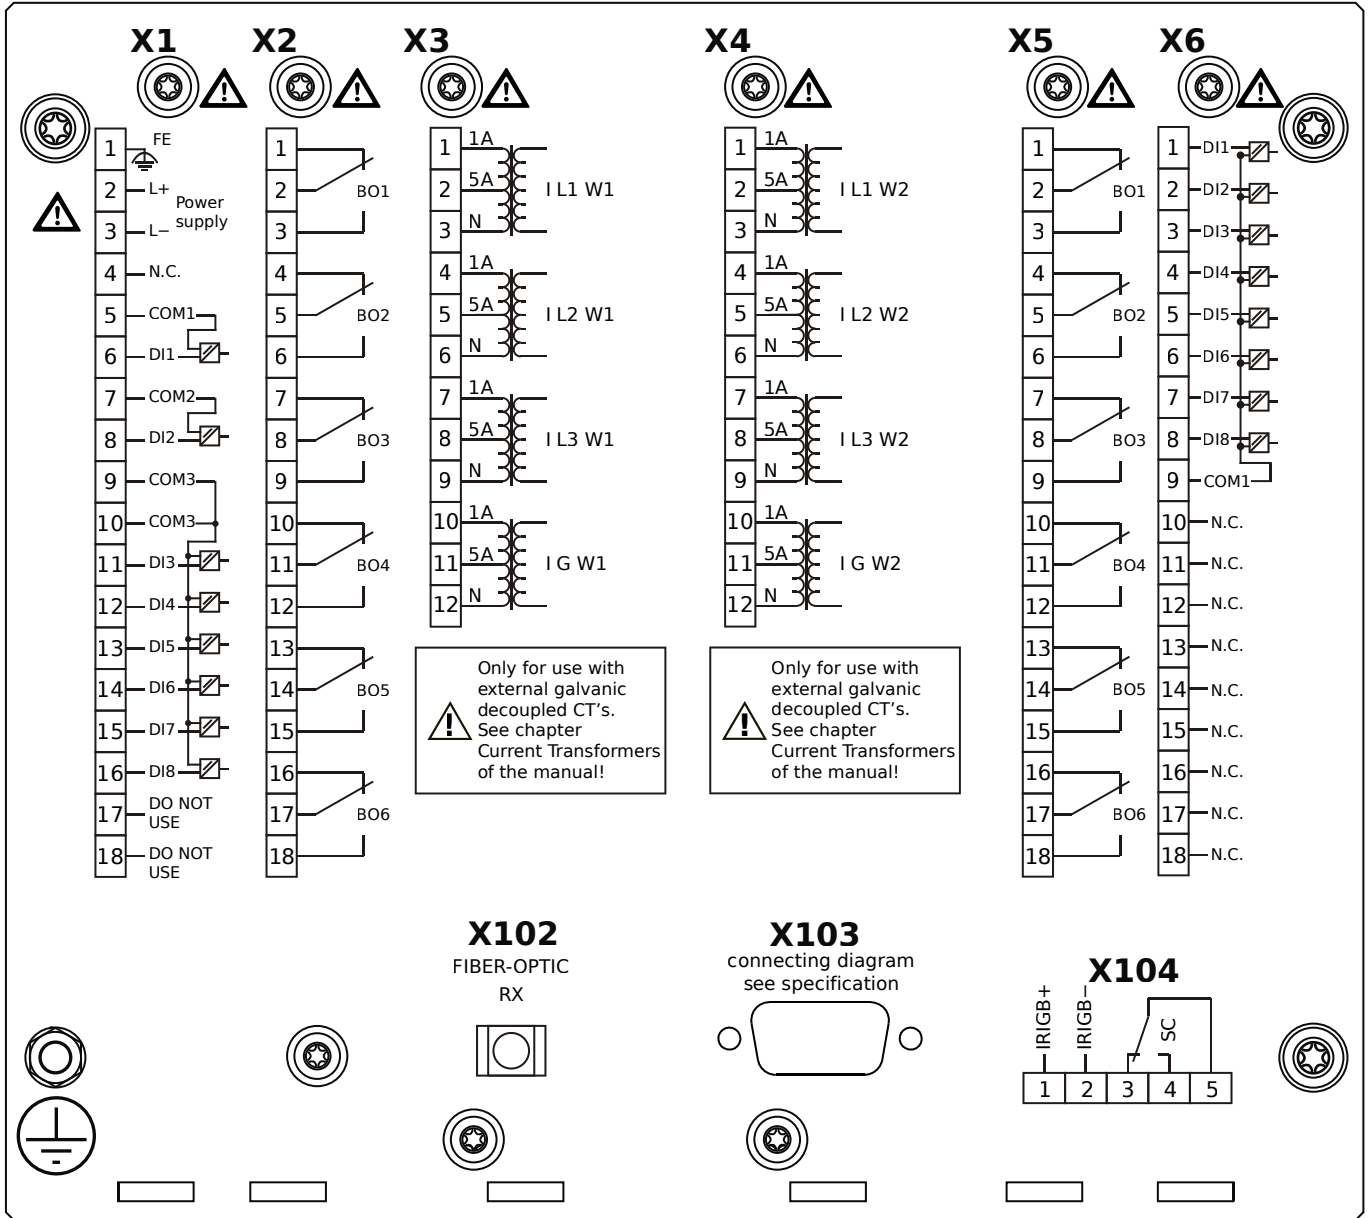 X1 X2 X3 X4 X5 X6
1 FE
2 L+
Power
supply
3 L−
4 N.C.
5 COM1
6 DI1
7 COM2
8 DI2
9 COM3
10 COM3
11 DI3
12 DI4
13 DI5
14 DI6
15 DI7
16 DI8
17 DO NOT
USE
18 DO NOT
USE
1
2 BO1
3
4
5 BO2
6
7
8 BO3
9
10
11 BO4
12
13
14 BO5
15
16
17 BO6
18
1 1A
2 5A I L1 W1
3 N
4 1A
5 5A I L2 W1
6 N
7 1A
8 5A I L3 W1
9 N
10 1A
11 5A I G W1
12 N
Only for use with
external galvanic
decoupled CT's.
See chapter
Current Transformers
of the manual!
1 1A
2 5A I L1 W2
3 N
4 1A
5 5A I L2 W2
6 N
7 1A
8 5A I L3 W2
9 N
10 1A
11 5A I G W2
12 N
Only for use with
external galvanic
decoupled CT's.
See chapter
Current Transformers
of the manual!
1
2 BO1
3
4
5 BO2
6
7
8 BO3
9
10
11 BO4
12
13
14 BO5
15
16
17 BO6
18
1 DI1
2 DI2
3 DI3
4 DI4
5 DI5
6 DI6
7 DI7
8 DI8
9 COM1
10 N.C.
11 N.C.
12 N.C.
13 N.C.
14 N.C.
15 N.C.
16 N.C.
17 N.C.
18 N.C.
X102
FIBER-OPTIC
RX
X103
connecting diagram
see specification
X104
IRIGB+
IRIGB−
SC
1 2 3 4 5